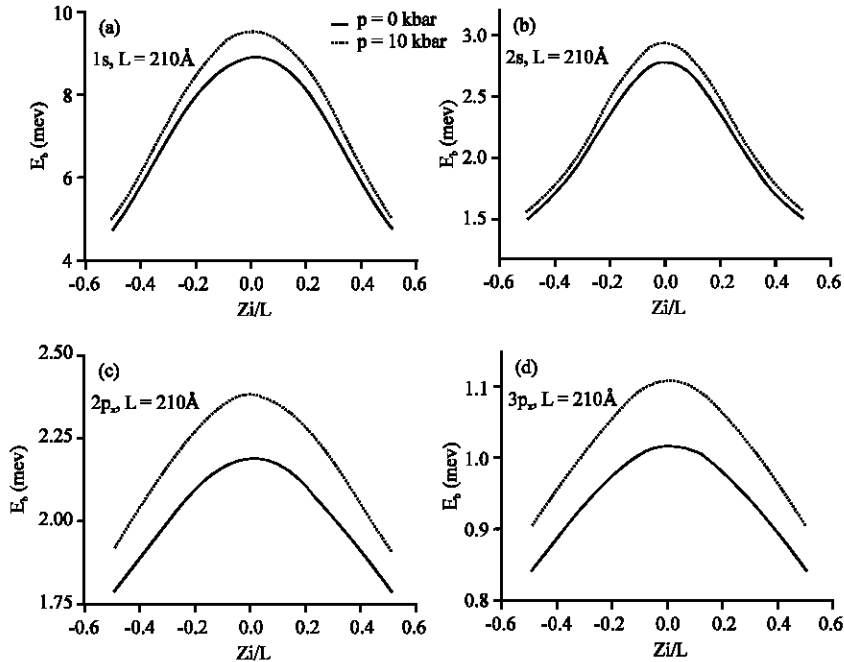 (a)
1s, L = 210Å
p = 0 kbar
p = 10 kbar
10
8
6
4
E_b (mev)
-0.6 -0.4 -0.2 0.0 0.2 0.4 0.6
Zi/L
(b)
2s, L = 210Å
3.0
2.5
2.0
1.5
E_b (mev)
-0.6 -0.4 -0.2 0.0 0.2 0.4 0.6
Zi/L
(c)
2p_x, L = 210Å
2.50
2.25
2.00
1.75
E_b (mev)
-0.6 -0.4 -0.2 0.0 0.2 0.4 0.6
Zi/L
(d)
3p_x, L = 210Å
1.1
1.0
0.9
0.8
E_b (mev)
-0.6 -0.4 -0.2 0.0 0.2 0.4 0.6
Zi/L